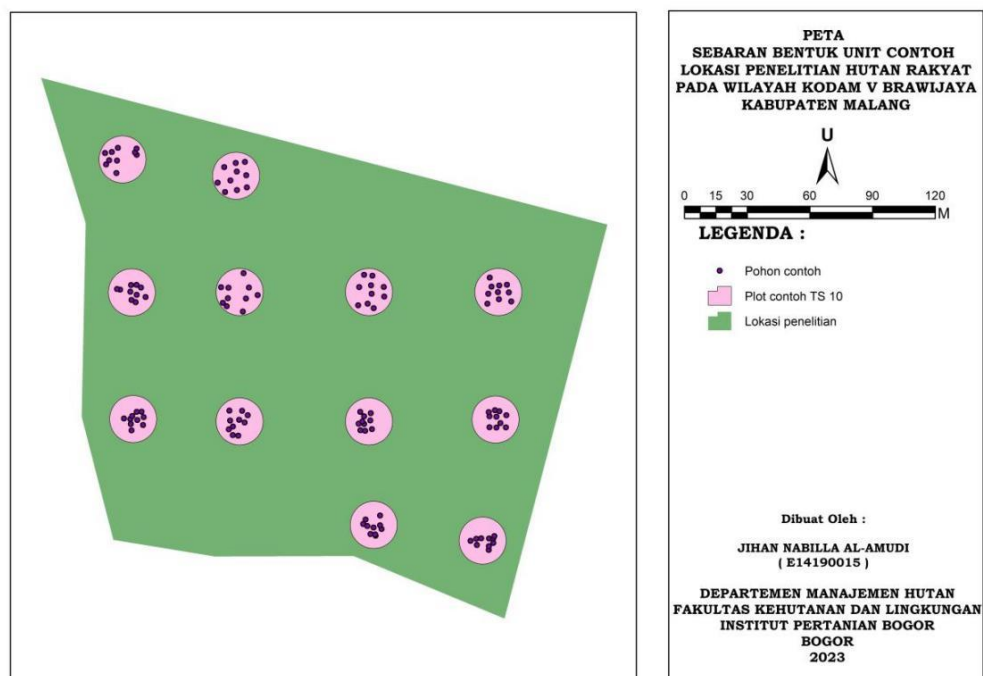 PETA
SEBARAN BENTUK UNIT CONTOH
LOKASI PENELITIAN HUTAN RAKYAT
PADA WILAYAH KODAM V BRAWIJAYA
KABUPATEN MALANG
U
0 15 30 60 90 120
M
LEGENDA :
Pohon contoh
Plot contoh TS 10
Lokasi penelitian
Dibuat Oleh :
JIHAN NABILLA AL-AMUDI
( E14190015 )
DEPARTEMEN MANAJEMEN HUTAN
FAKULTAS KEHUTANAN DAN LINGKUNGAN
INSTITUT PERTANIAN BOGOR
BOGOR
2023